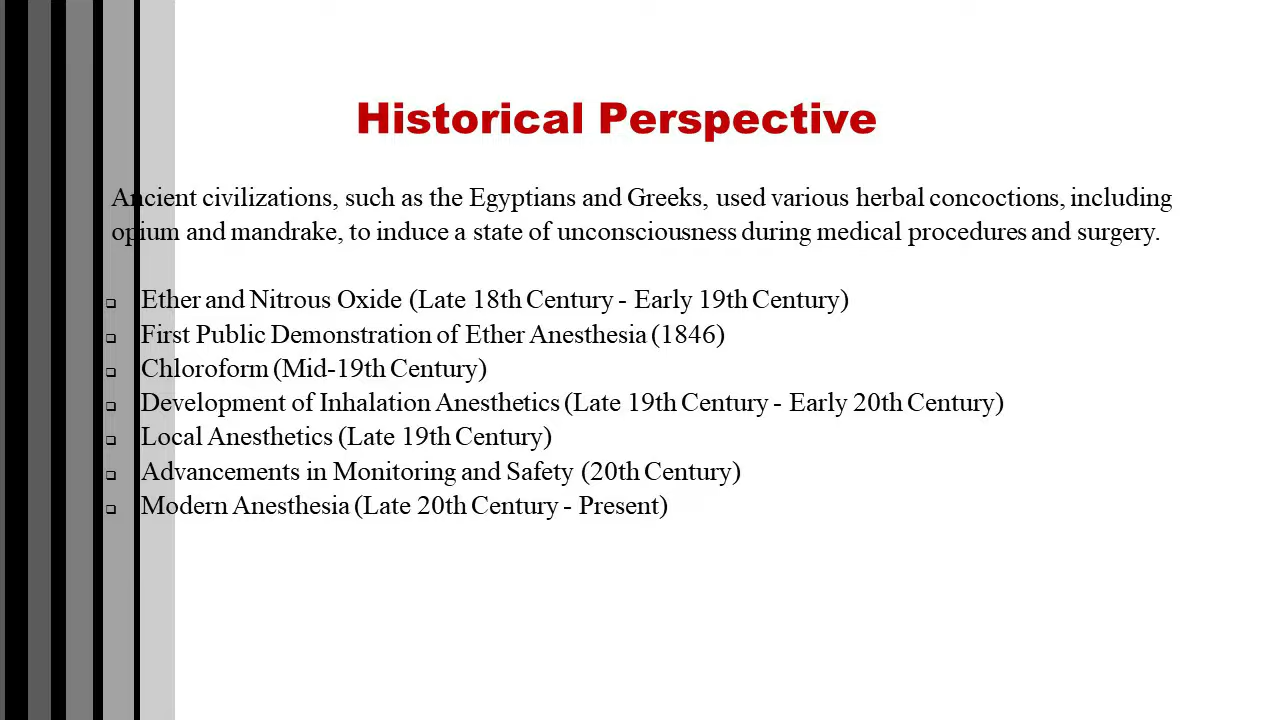 Historical Perspective
Ancient civilizations, such as the Egyptians and Greeks, used various herbal concoctions, including
opium and mandrake, to induce a state of unconsciousness during medical procedures and surgery.
❑ Ether and Nitrous Oxide (Late 18th Century - Early 19th Century)
❑ First Public Demonstration of Ether Anesthesia (1846)
❑ Chloroform (Mid-19th Century)
❑ Development of Inhalation Anesthetics (Late 19th Century - Early 20th Century)
❑ Local Anesthetics (Late 19th Century)
❑ Advancements in Monitoring and Safety (20th Century)
❑ Modern Anesthesia (Late 20th Century - Present)